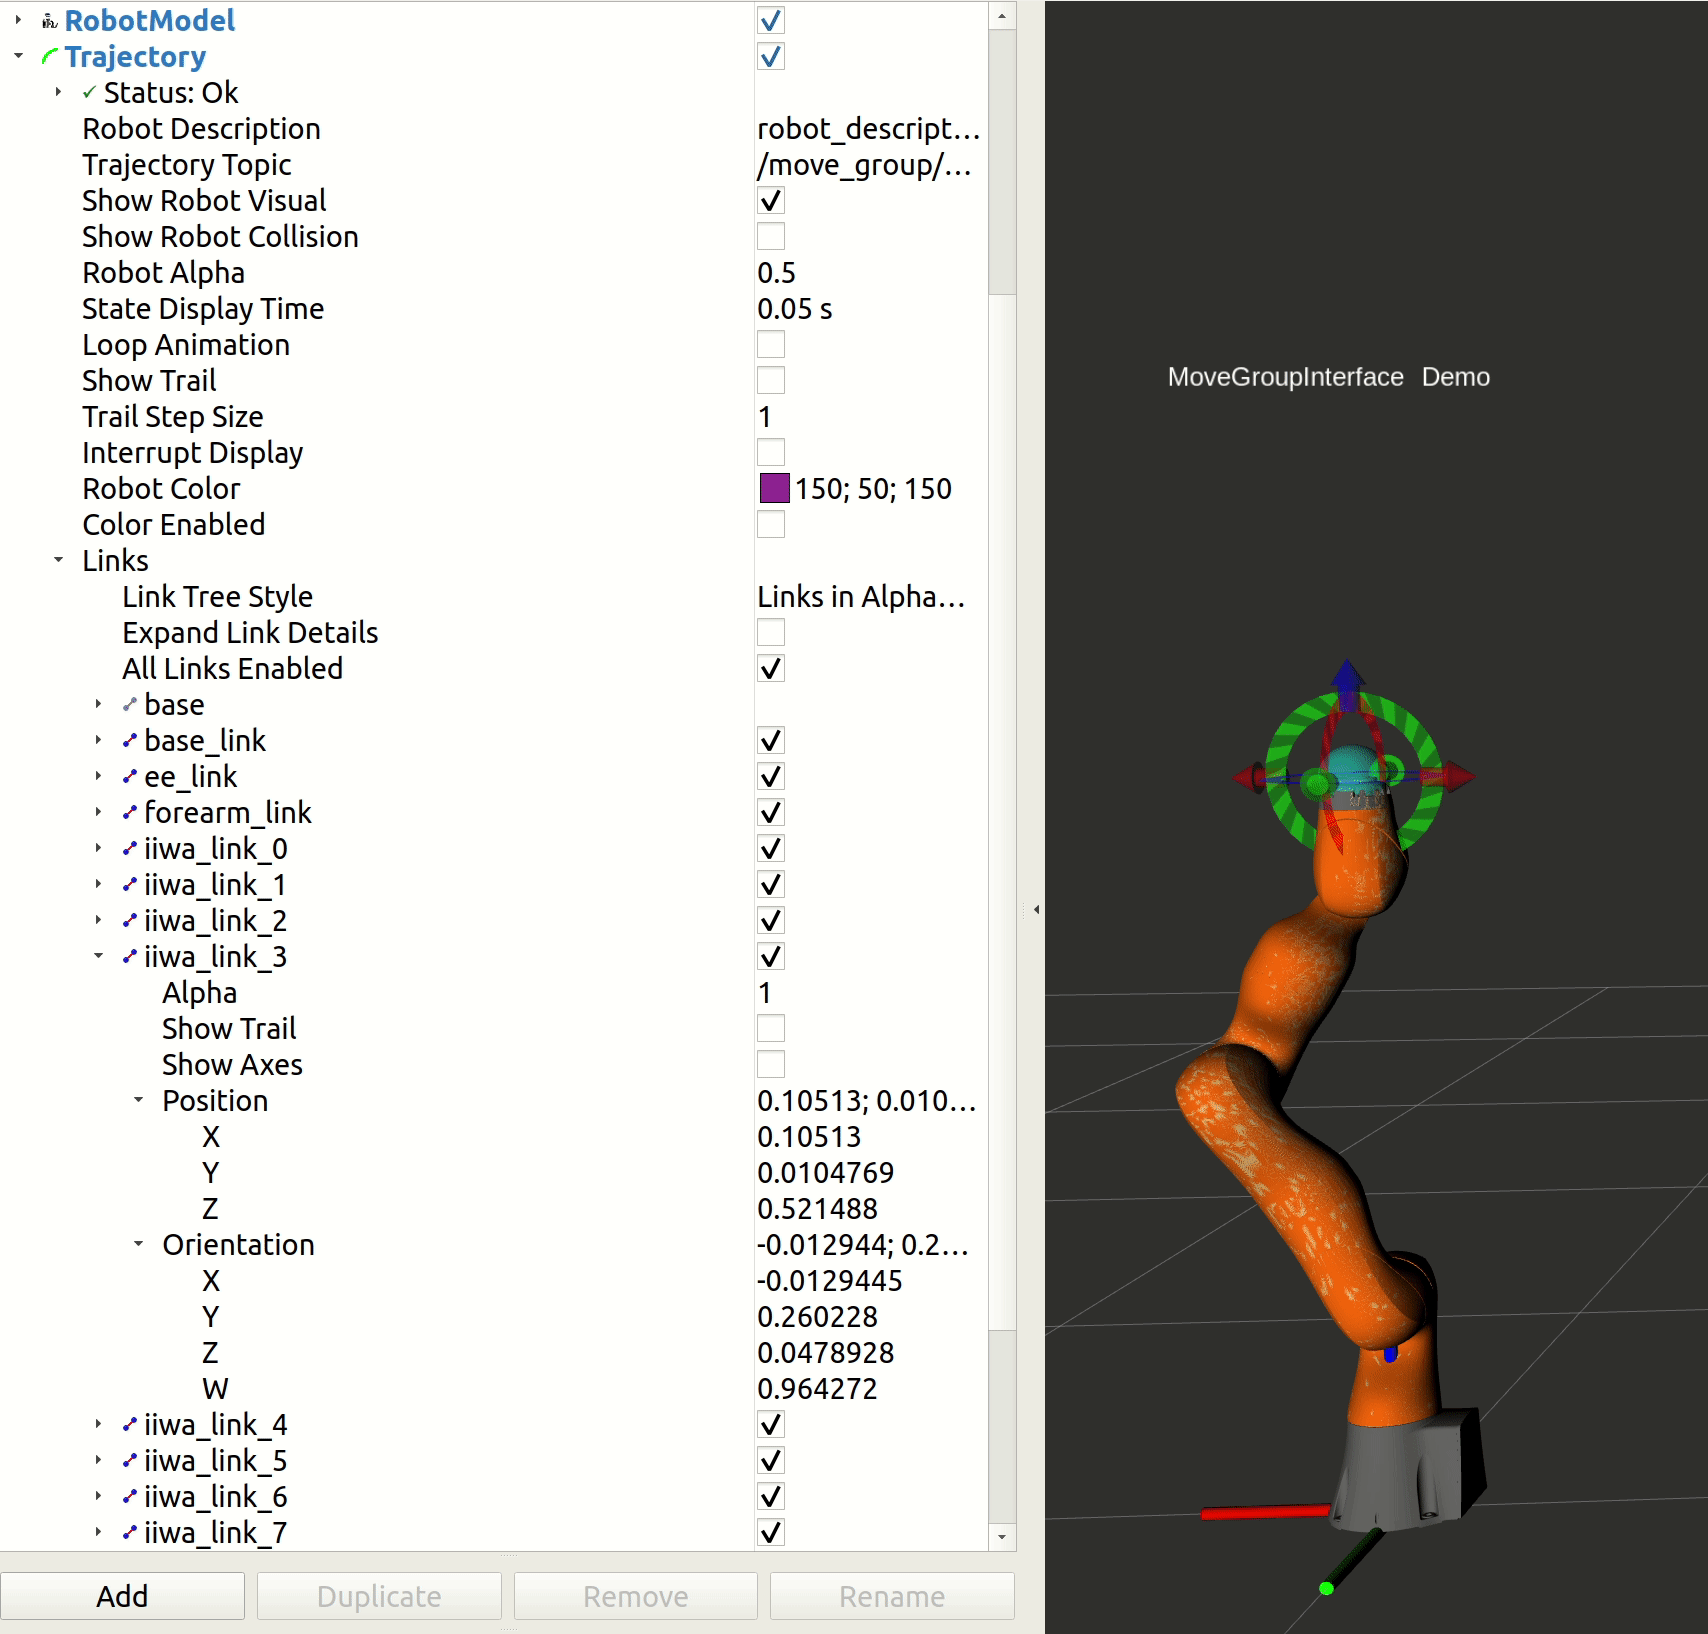 RobotModel
Trajectory
Status: Ok
Robot Description robot_descript...
Trajectory Topic /move_group/...
Show Robot Visual
Show Robot Collision
Robot Alpha 0.5
State Display Time 0.05 s
Loop Animation
Show Trail
Trail Step Size 1
Interrupt Display
Robot Color 150; 50; 150
Color Enabled
Links
Link Tree Style Links in Alpha...
Expand Link Details
All Links Enabled
base
base_link
ee_link
forearm_link
iiwa_link_0
iiwa_link_1
iiwa_link_2
iiwa_link_3
Alpha 1
Show Trail
Show Axes
Position 0.10513; 0.010...
X 0.10513
Y 0.0104769
Z 0.521488
Orientation -0.012944; 0.2...
X -0.0129445
Y 0.260228
Z 0.0478928
W 0.964272
iiwa_link_4
iiwa_link_5
iiwa_link_6
iiwa_link_7
Add Duplicate Remove Rename
MoveGroupInterface Demo